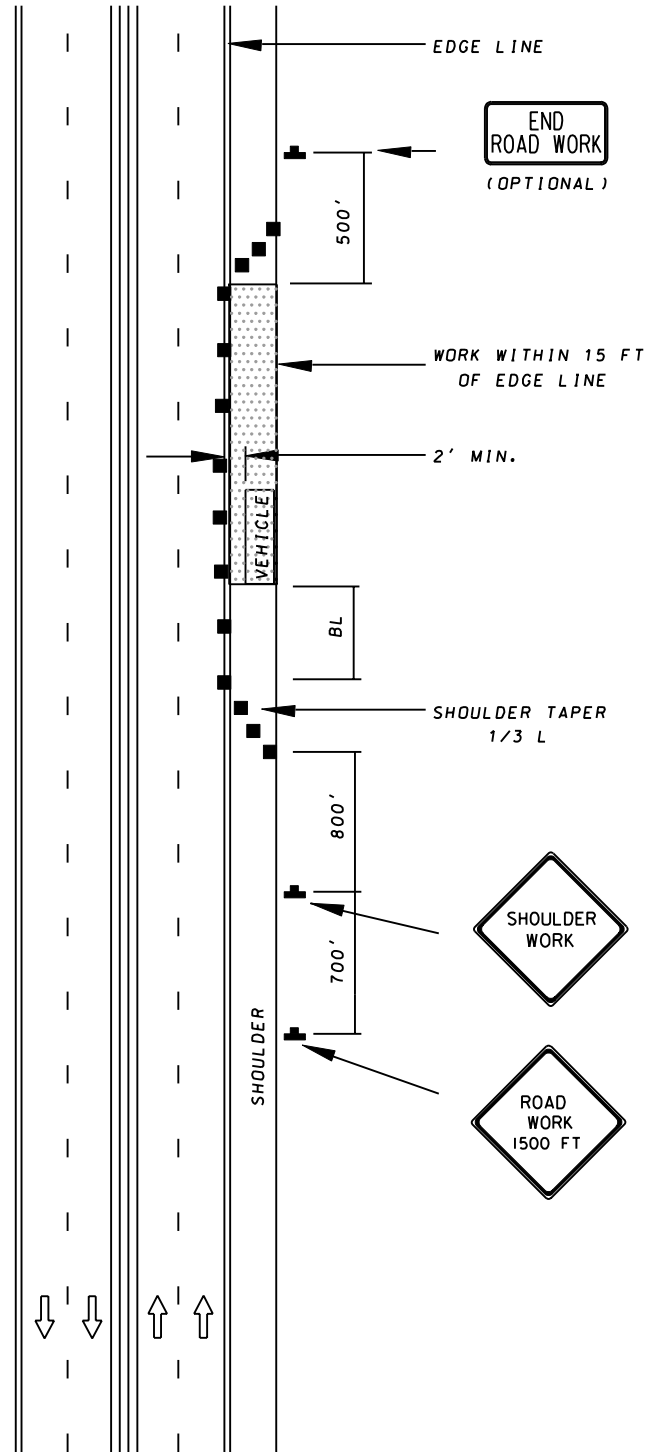 EDGE LINE
END
ROAD WORK
(OPTIONAL)
500'
WORK WITHIN 15 FT
OF EDGE LINE
2' MIN.
VEHICLE
BL
SHOULDER TAPER
1/3 L
800'
SHOULDER
WORK
700'
SHOULDER
ROAD
WORK
1500 FT